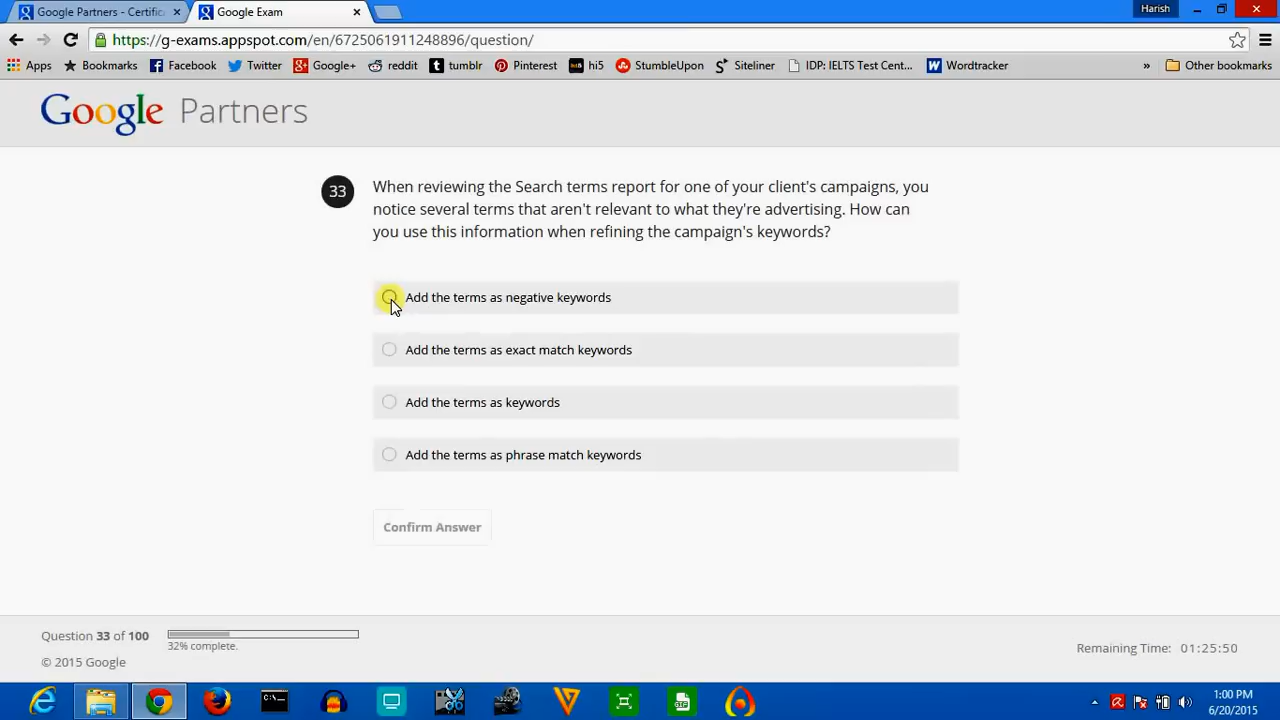 Google Partners - Certific
Google Exam
Harish
https://g-exams.appspot.com/en/6725061911248896/question/
Apps
Bookmarks
Facebook
Twitter
Google+
reddit
tumblr
Pinterest
hi5
StumbleUpon
Siteliner
IDP: IELTS Test Cent...
Wordtracker
»
Other bookmarks
Google Partners
33
When reviewing the Search terms report for one of your client's campaigns, you
notice several terms that aren't relevant to what they're advertising. How can
you use this information when refining the campaign's keywords?
Add the terms as negative keywords
Add the terms as exact match keywords
Add the terms as keywords
Add the terms as phrase match keywords
Confirm Answer
Question 33 of 100
32% complete.
Remaining Time: 01:25:50
© 2015 Google
1:00 PM
6/20/2015